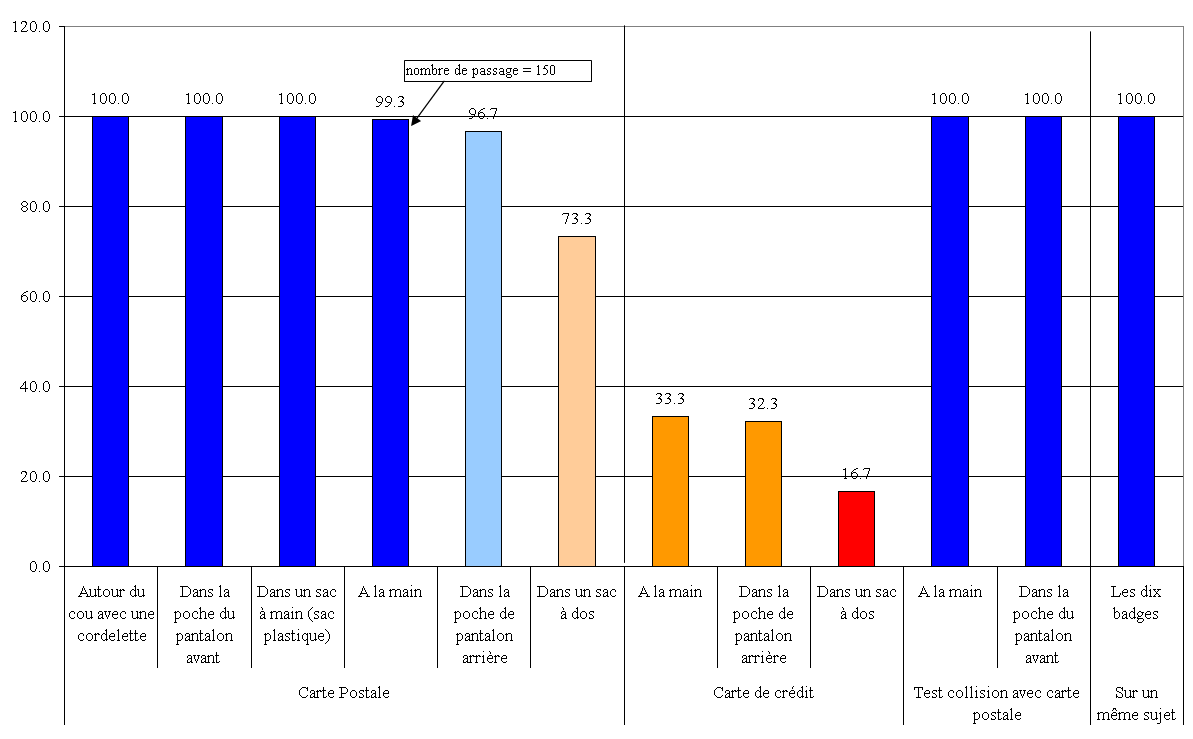 120.0
100.0
80.0
60.0
40.0
20.0
0.0
nombre de passage = 150
100.0
100.0
100.0
99.3
96.7
73.3
33.3
32.3
16.7
100.0
100.0
100.0
Autour du
cou avec une
cordelette
Dans la
poche du
pantalon
avant
Dans un sac
à main (sac
plastique)
A la main
Dans la
poche de
pantalon
arrière
Dans un sac
à dos
A la main
Dans la
poche de
pantalon
arrière
Dans un sac
à dos
A la main
Dans la
poche du
pantalon
avant
Les dix
badges
Carte Postale
Carte de crédit
Test collision avec carte
postale
Sur un
même sujet